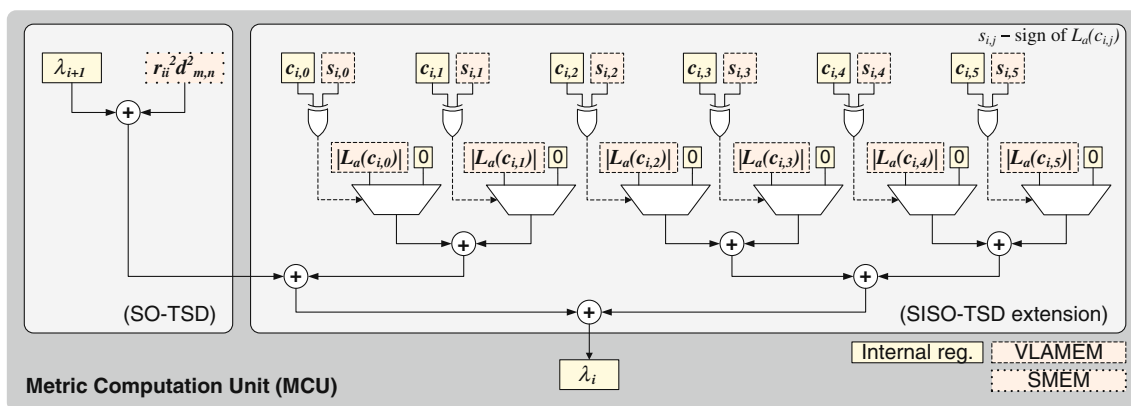 s_{i,j} – sign of L_a(c_{i,j})
λ_{i+1} r_{ii}²d²_{m,n} c_{i,0} s_{i,0} c_{i,1} s_{i,1} c_{i,2} s_{i,2} c_{i,3} s_{i,3} c_{i,4} s_{i,4} c_{i,5} s_{i,5}
+
|L_a(c_{i,0})| 0 |L_a(c_{i,1})| 0 |L_a(c_{i,2})| 0 |L_a(c_{i,3})| 0 |L_a(c_{i,4})| 0 |L_a(c_{i,5})| 0
+ + +
+ +
(SO-TSD) + (SISO-TSD extension)
Internal reg. VLAMEM
λ_i
Metric Computation Unit (MCU) SMEM